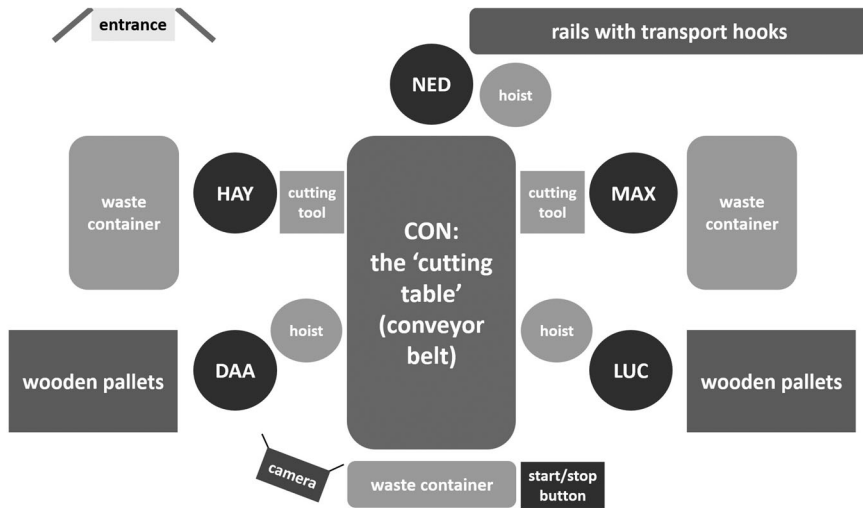 entrance
rails with transport hooks
NED
hoist
waste
container
HAY
cutting
tool
CON:
the ‘cutting
table’
(conveyor
belt)
cutting
tool
MAX
waste
container
wooden pallets
DAA
hoist
hoist
LUC
wooden pallets
camera
waste container
start/stop
button